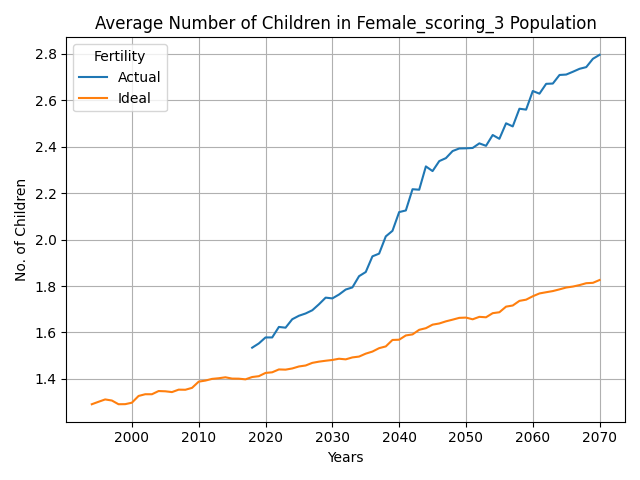 Average Number of Children in Female_scoring_3 Population
Fertility
Actual
Ideal
2.8
2.6
2.4
2.2
2.0
1.8
1.6
1.4
No. of Children
2000 2010 2020 2030 2040 2050 2060 2070
Years